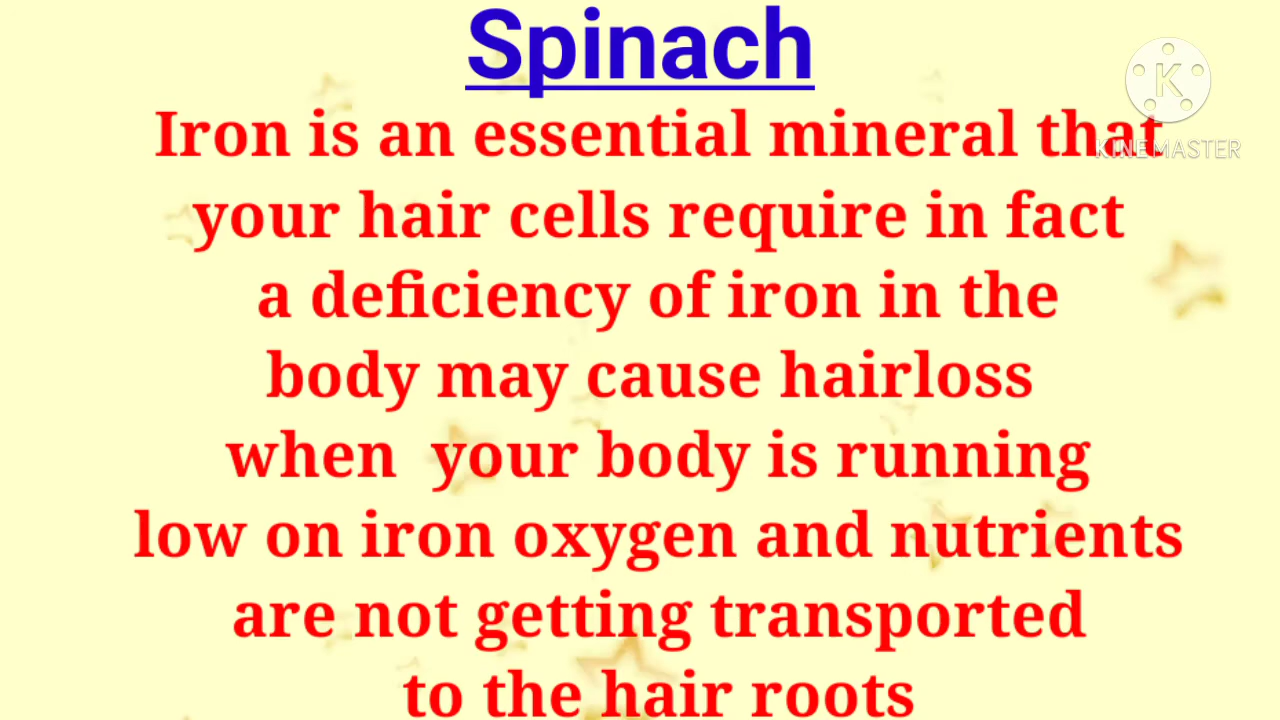 Spinach
Iron is an essential mineral that
K
KINEMASTER
your hair cells require in fact
a deficiency of iron in the
body may cause hairloss
when  your body is running
low on iron oxygen and nutrients
are not getting transported
to the hair roots